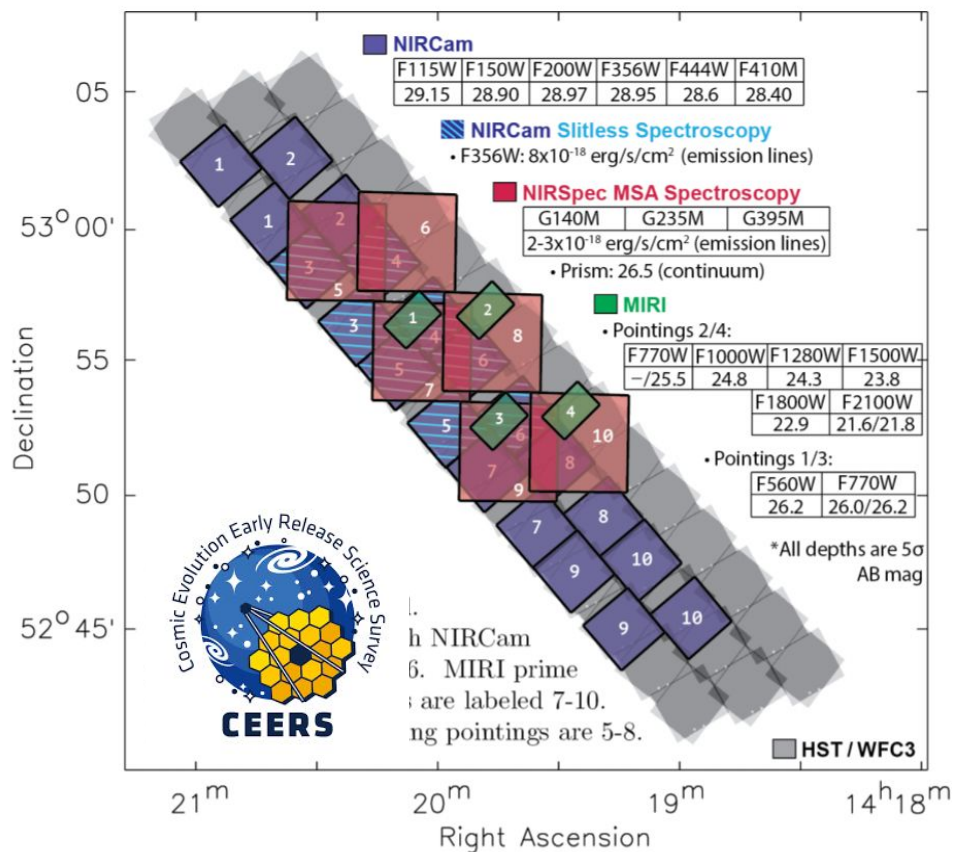 NIRCam
F115W F150W F200W F356W F444W F410M
29.15 28.90 28.97 28.95 28.6 28.40
NIRCam Slitless Spectroscopy
• F356W: 8x10⁻¹⁸ erg/s/cm² (emission lines)
NIRSpec MSA Spectroscopy
G140M G235M G395M
2-3x10⁻¹⁸ erg/s/cm² (emission lines)
• Prism: 26.5 (continuum)
MIRI
• Pointings 2/4:
F770W F1000W F1280W F1500W
−/25.5 24.8 24.3 23.8
F1800W F2100W
22.9 21.6/21.8
• Pointings 1/3:
F560W F770W
26.2 26.0/26.2
*All depths are 5σ
AB mag
HST / WFC3
05
53° 00'
55
50
52° 45'
Declination
1 2
1 2 6
3 4
5
3 1 2
4 8
5 6
7
5 3 4
6 10
7 8
9
7 8
9 10
9 10
Cosmic Evolution Early Release Science Survey
CEERS
h NIRCam
6. MIRI prime
s are labeled 7-10.
ng pointings are 5-8.
21ᵐ 20ᵐ 19ᵐ 14ʰ18ᵐ
Right Ascension